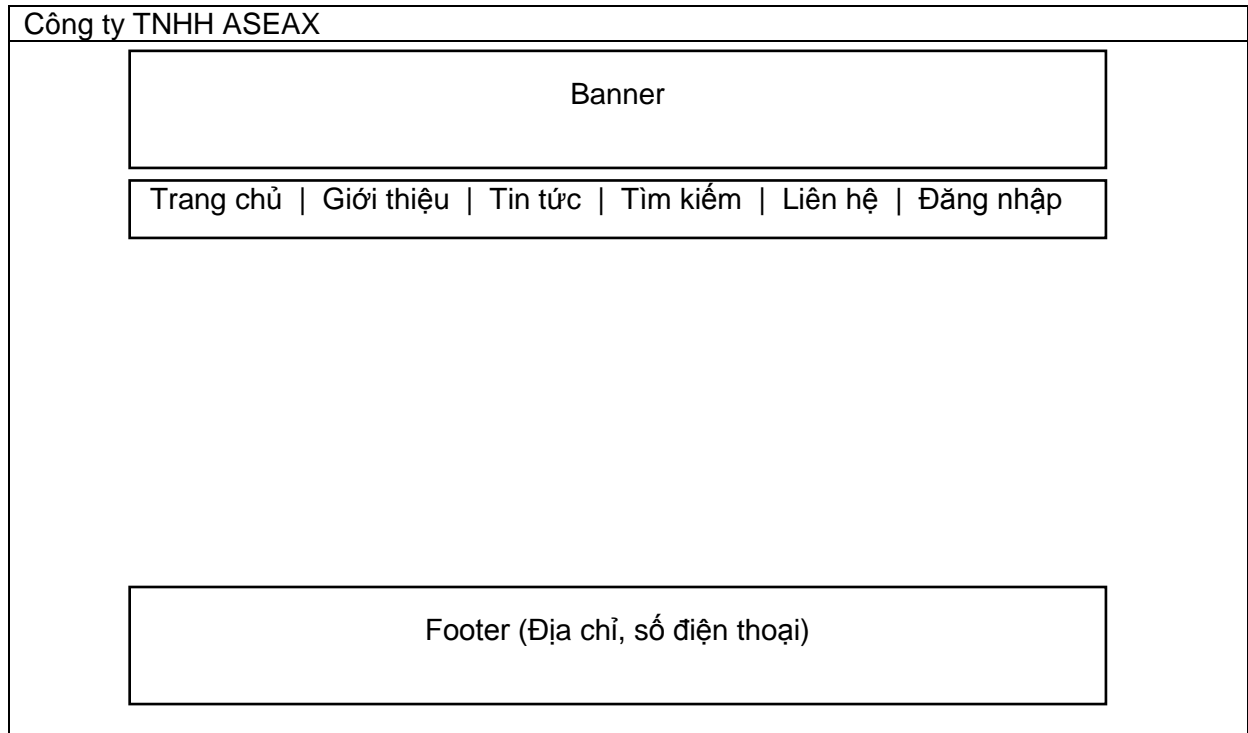 Công ty TNHH ASEAX
Banner
Trang chủ | Giới thiệu | Tin tức | Tìm kiếm | Liên hệ | Đăng nhập
Footer (Địa chỉ, số điện thoại)